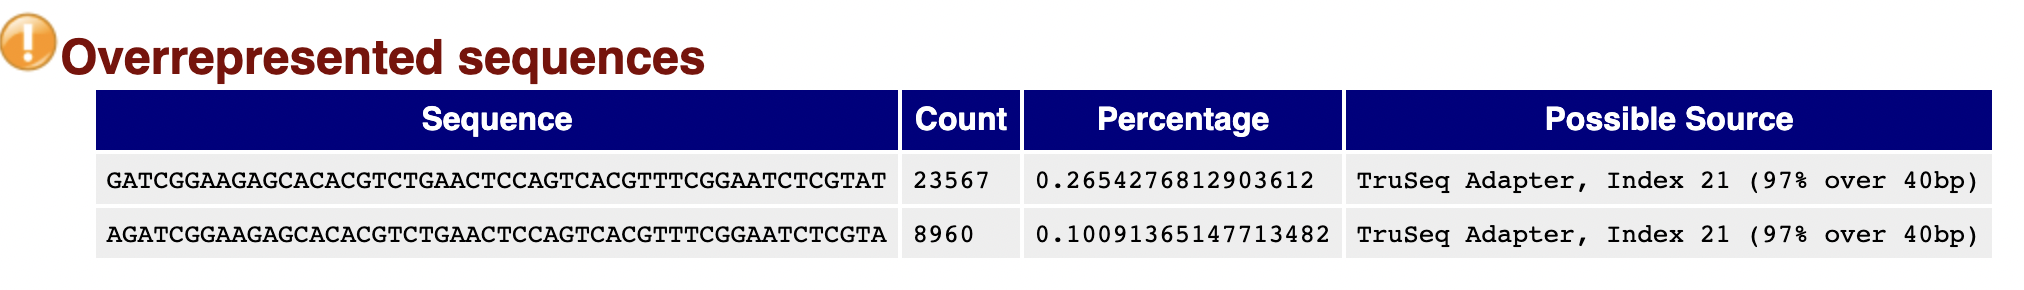 Overrepresented sequences
Sequence Count Percentage Possible Source
GATCGGAAGAGCACACGTCTGAACTCCAGTCACGTTTCGGAATCTCGTAT 23567 0.2654276812903612 TruSeq Adapter, Index 21 (97% over 40bp)
AGATCGGAAGAGCACACGTCTGAACTCCAGTCACGTTTCGGAATCTCGTA 8960 0.10091365147713482 TruSeq Adapter, Index 21 (97% over 40bp)